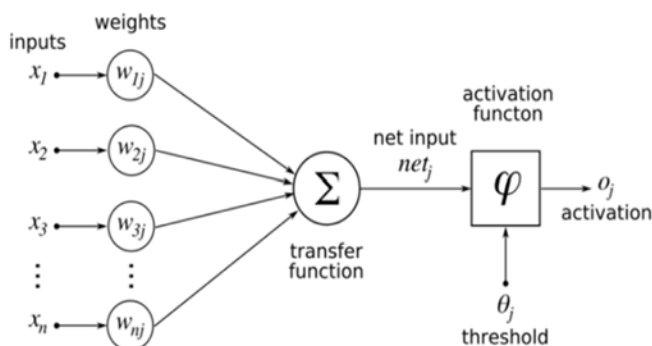 weights
inputs
x1
w1j
x2
w2j
x3
w3j
⋮ ⋮
xn
wnj
Σ
transfer
function
net input
netj
activation
functon
φ
oj
activation
θj
threshold